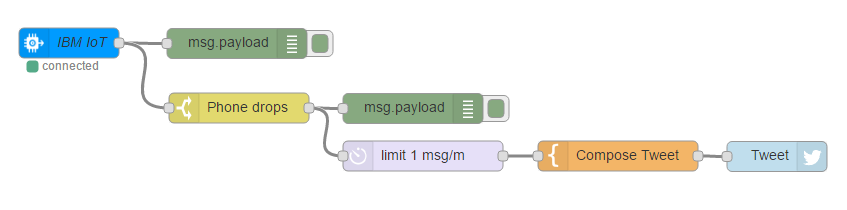 IBM IoT
msg.payload
connected
Phone drops
msg.payload
limit 1 msg/m
Compose Tweet
Tweet